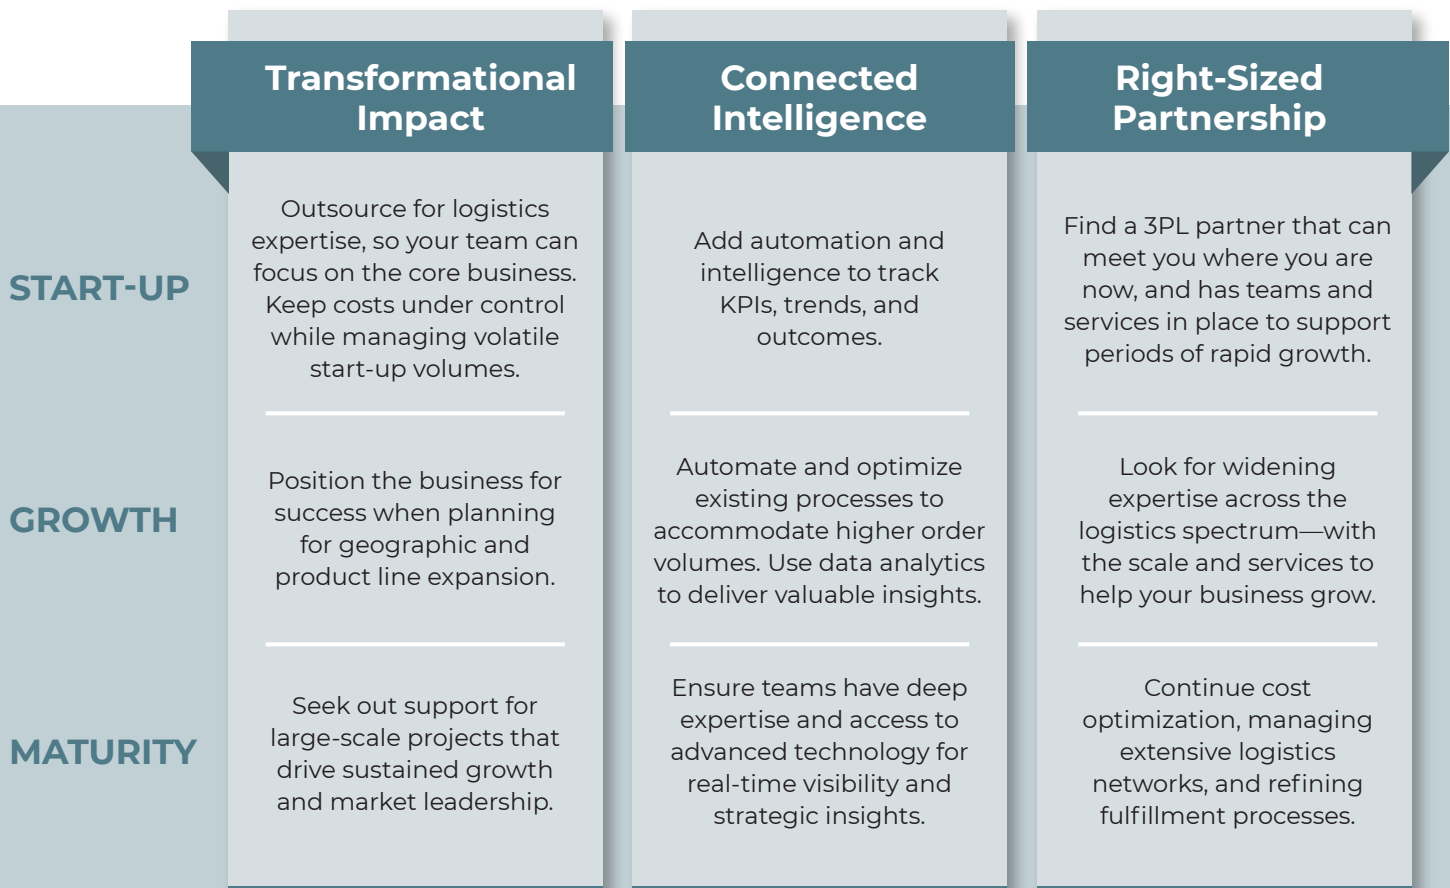 Transformational
Impact
Connected
Intelligence
Right-Sized
Partnership
START-UP
Outsource for logistics
expertise, so your team can
focus on the core business.
Keep costs under control
while managing volatile
start-up volumes.
Add automation and
intelligence to track
KPIs, trends, and
outcomes.
Find a 3PL partner that can
meet you where you are
now, and has teams and
services in place to support
periods of rapid growth.
GROWTH
Position the business for
success when planning
for geographic and
product line expansion.
Automate and optimize
existing processes to
accommodate higher order
volumes. Use data analytics
to deliver valuable insights.
Look for widening
expertise across the
logistics spectrum—with
the scale and services to
help your business grow.
MATURITY
Seek out support for
large-scale projects that
drive sustained growth
and market leadership.
Ensure teams have deep
expertise and access to
advanced technology for
real-time visibility and
strategic insights.
Continue cost
optimization, managing
extensive logistics
networks, and refining
fulfillment processes.